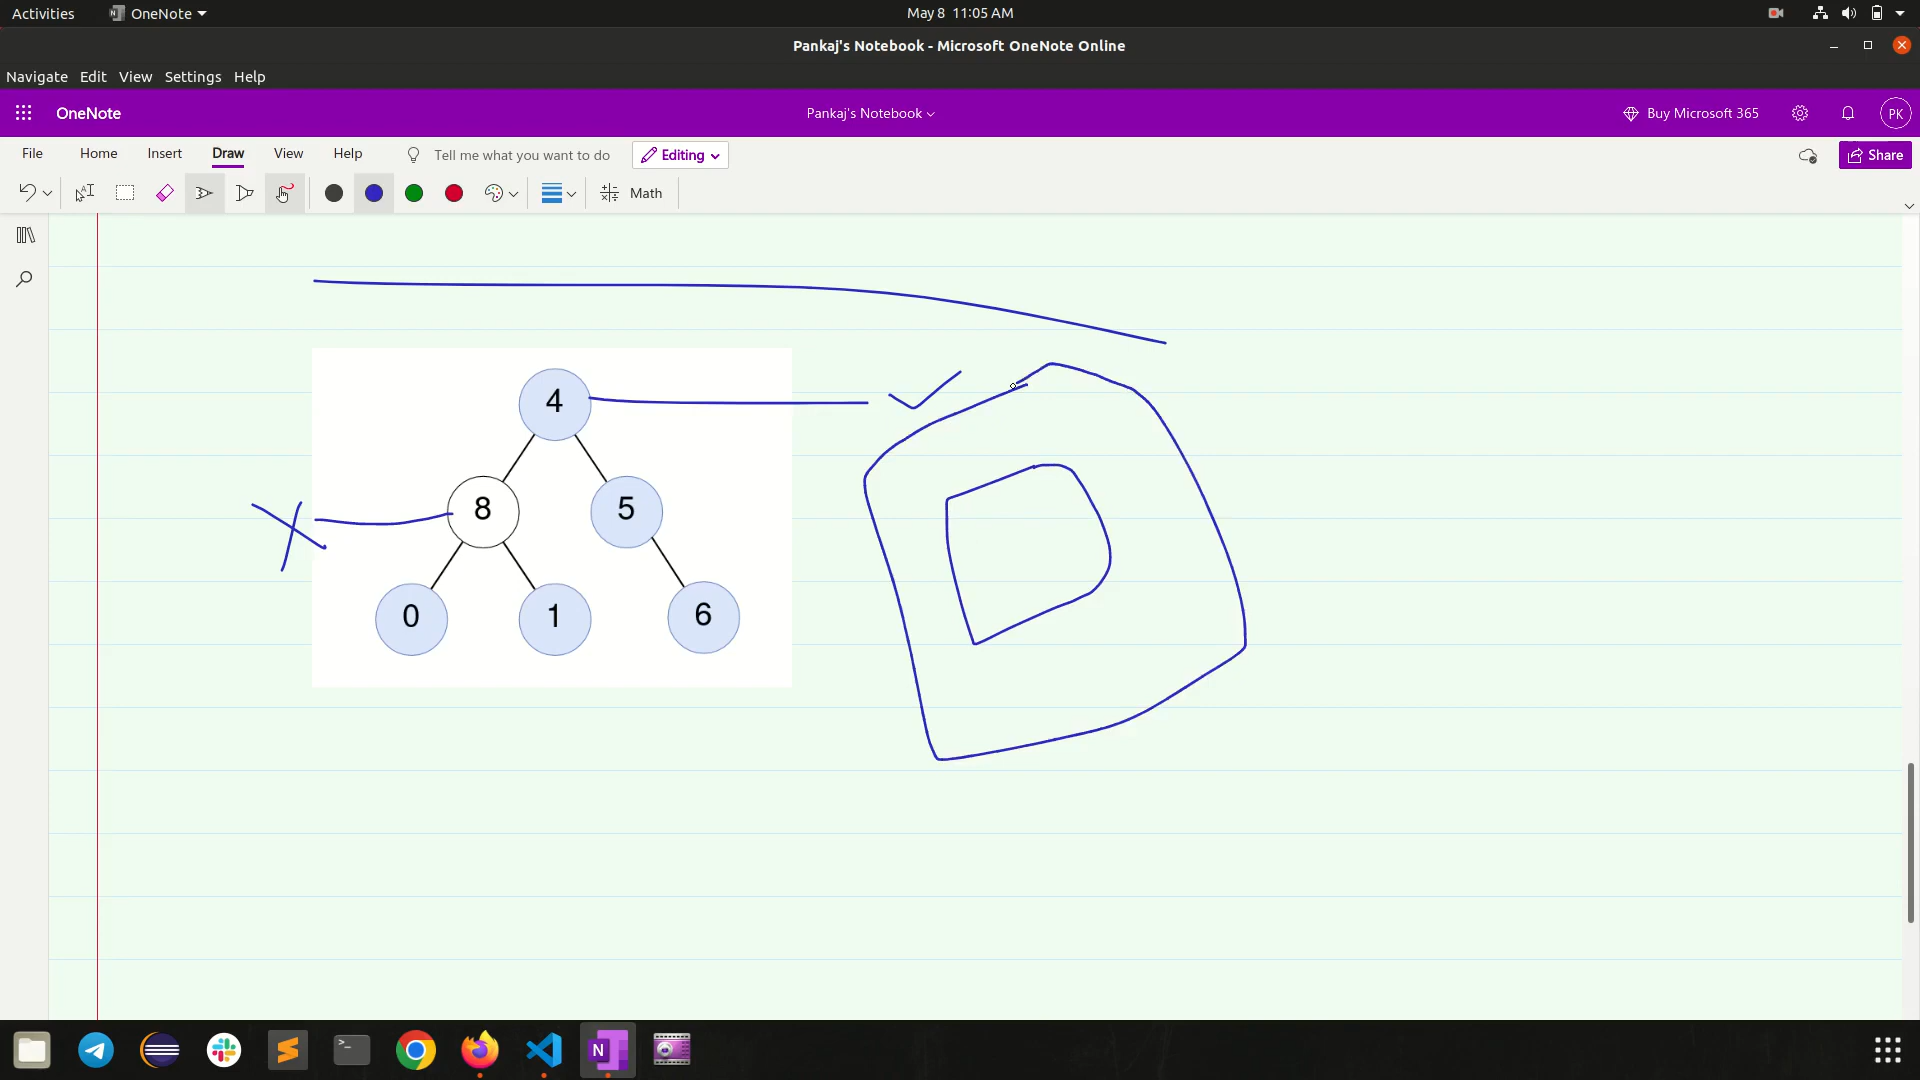 Activities OneNote May 8 11:05 AM
Pankaj's Notebook - Microsoft OneNote Online
Navigate Edit View Settings Help
OneNote Pankaj's Notebook Buy Microsoft 365 PK
File Home Insert Draw View Help Tell me what you want to do Editing Share
Math
4
8 5
0 1 6